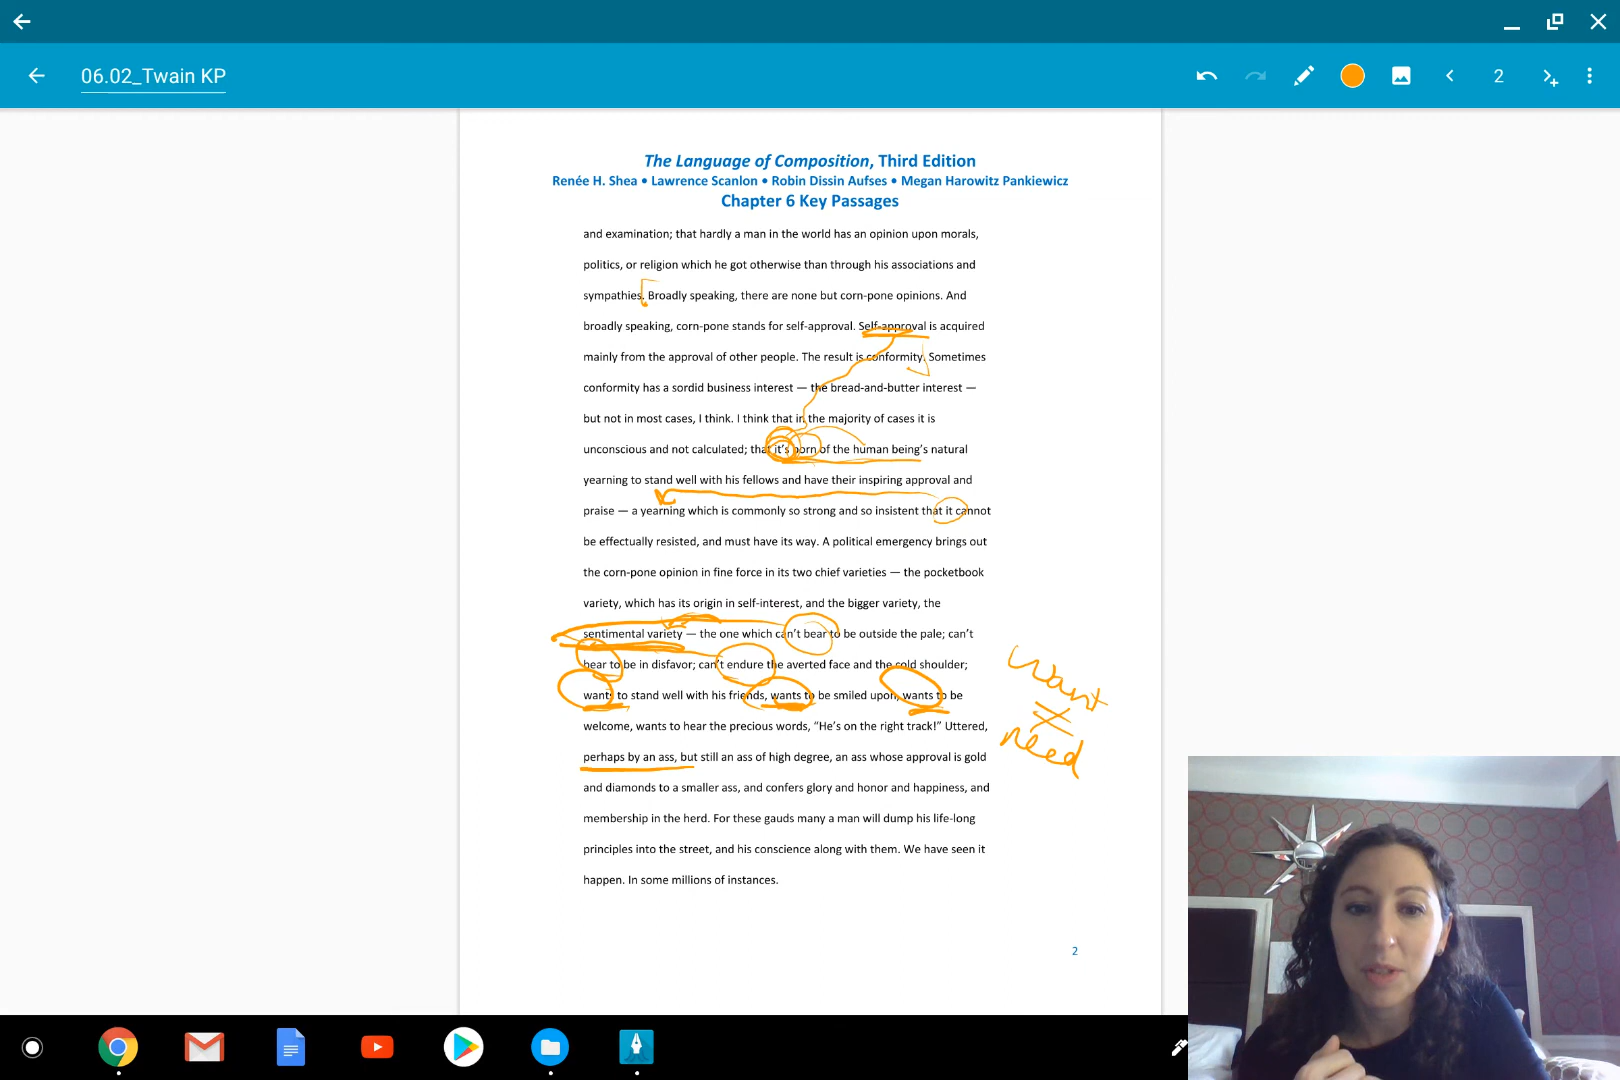 06.02_Twain KP
2
The Language of Composition, Third Edition
Renée H. Shea • Lawrence Scanlon • Robin Dissin Aufses • Megan Harowitz Pankiewicz
Chapter 6 Key Passages
and examination; that hardly a man in the world has an opinion upon morals,
politics, or religion which he got otherwise than through his associations and
sympathies. Broadly speaking, there are none but corn-pone opinions. And
broadly speaking, corn-pone stands for self-approval. Self-approval is acquired
mainly from the approval of other people. The result is conformity. Sometimes
conformity has a sordid business interest — the bread-and-butter interest —
but not in most cases, I think. I think that in the majority of cases it is
unconscious and not calculated; that it's born of the human being's natural
yearning to stand well with his fellows and have their inspiring approval and
praise — a yearning which is commonly so strong and so insistent that it cannot
be effectually resisted, and must have its way. A political emergency brings out
the corn-pone opinion in fine force in its two chief varieties — the pocketbook
variety, which has its origin in self-interest, and the bigger variety, the
sentimental variety — the one which can't bear to be outside the pale; can't
bear to be in disfavor; can't endure the averted face and the cold shoulder;
wants to stand well with his friends, wants to be smiled upon, wants to be
welcome, wants to hear the precious words, “He's on the right track!” Uttered,
perhaps by an ass, but still an ass of high degree, an ass whose approval is gold
and diamonds to a smaller ass, and confers glory and honor and happiness, and
membership in the herd. For these gauds many a man will dump his life-long
principles into the street, and his conscience along with them. We have seen it
happen. In some millions of instances.
want
≠
need
2